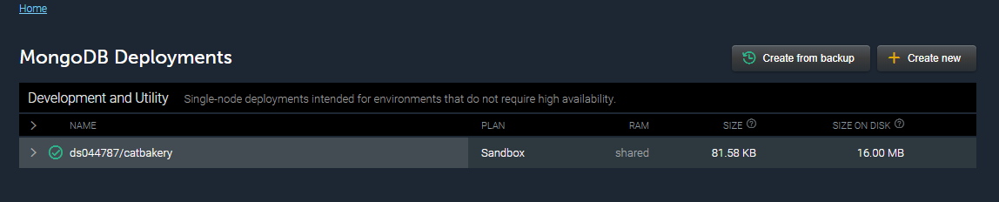 Home
MongoDB Deployments
Create from backup
Create new
Development and Utility Single-node deployments intended for environments that do not require high availability.
NAME PLAN RAM SIZE SIZE ON DISK
ds044787/catbakery Sandbox shared 81.58 KB 16.00 MB